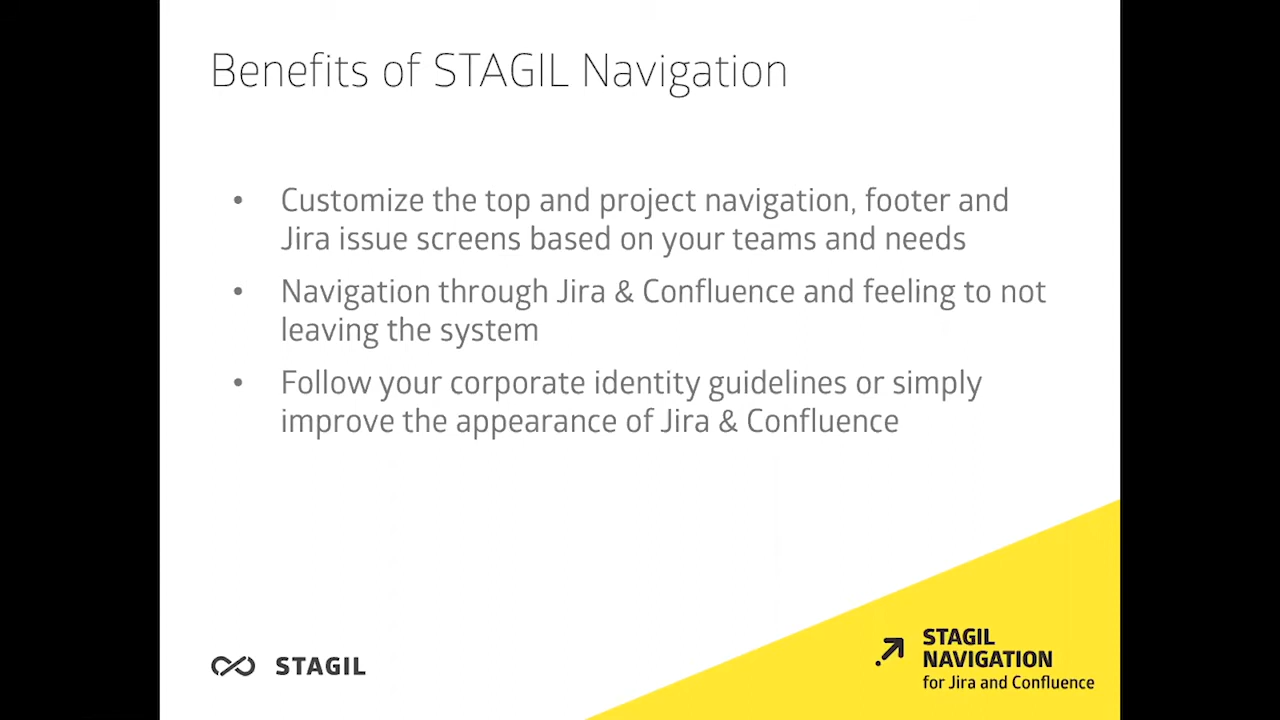 Benefits of STAGIL Navigation
• Customize the top and project navigation, footer and
Jira issue screens based on your teams and needs
• Navigation through Jira & Confluence and feeling to not
leaving the system
• Follow your corporate identity guidelines or simply
improve the appearance of Jira & Confluence
STAGIL
STAGIL
NAVIGATION
for Jira and Confluence